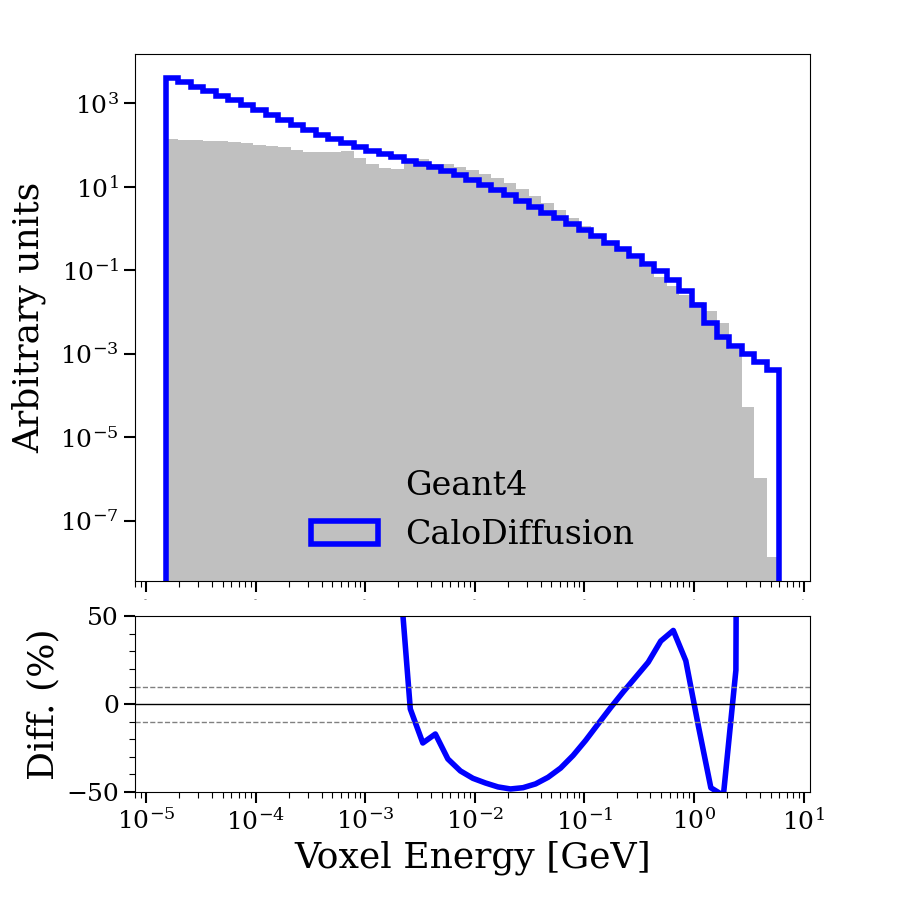 10³
10¹
10⁻¹
10⁻³
10⁻⁵
10⁻⁷
Arbitrary units
Geant4
CaloDiffusion
50
0
−50
Diff. (%)
10⁻⁵ 10⁻⁴ 10⁻³ 10⁻² 10⁻¹ 10⁰ 10¹
Voxel Energy [GeV]